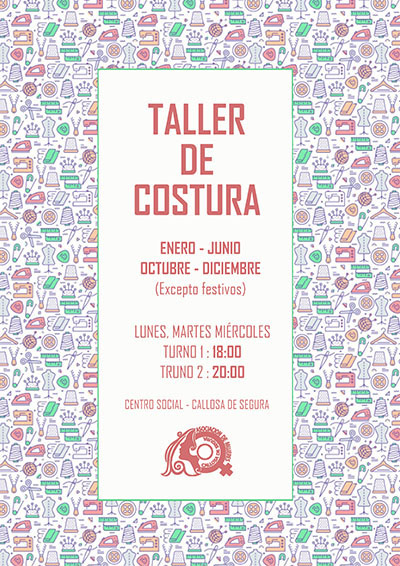 TALLER
DE
COSTURA
ENERO - JUNIO
OCTUBRE - DICIEMBRE
(Excepto festivos)
LUNES, MARTES MIÉRCOLES
TURNO 1 : 18:00
TRUNO 2 : 20:00
CENTRO SOCIAL - CALLOSA DE SEGURA